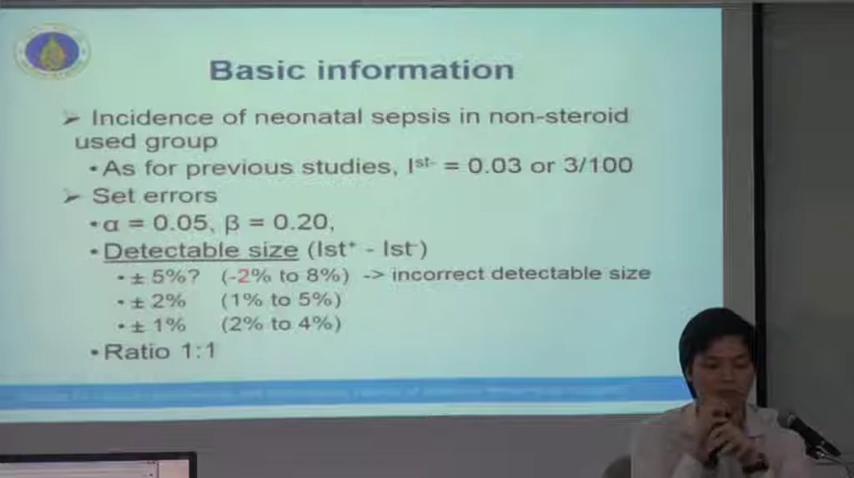 Basic information
➢ Incidence of neonatal sepsis in non-steroid
used group
•As for previous studies, Iˢᵗ⁻ = 0.03 or 3/100
➢ Set errors
•α = 0.05, β = 0.20,
•Detectable size (Ist⁺ - Ist⁻)
• ± 5%? (-2% to 8%) -> incorrect detectable size
• ± 2% (1% to 5%)
• ± 1% (2% to 4%)
•Ratio 1:1